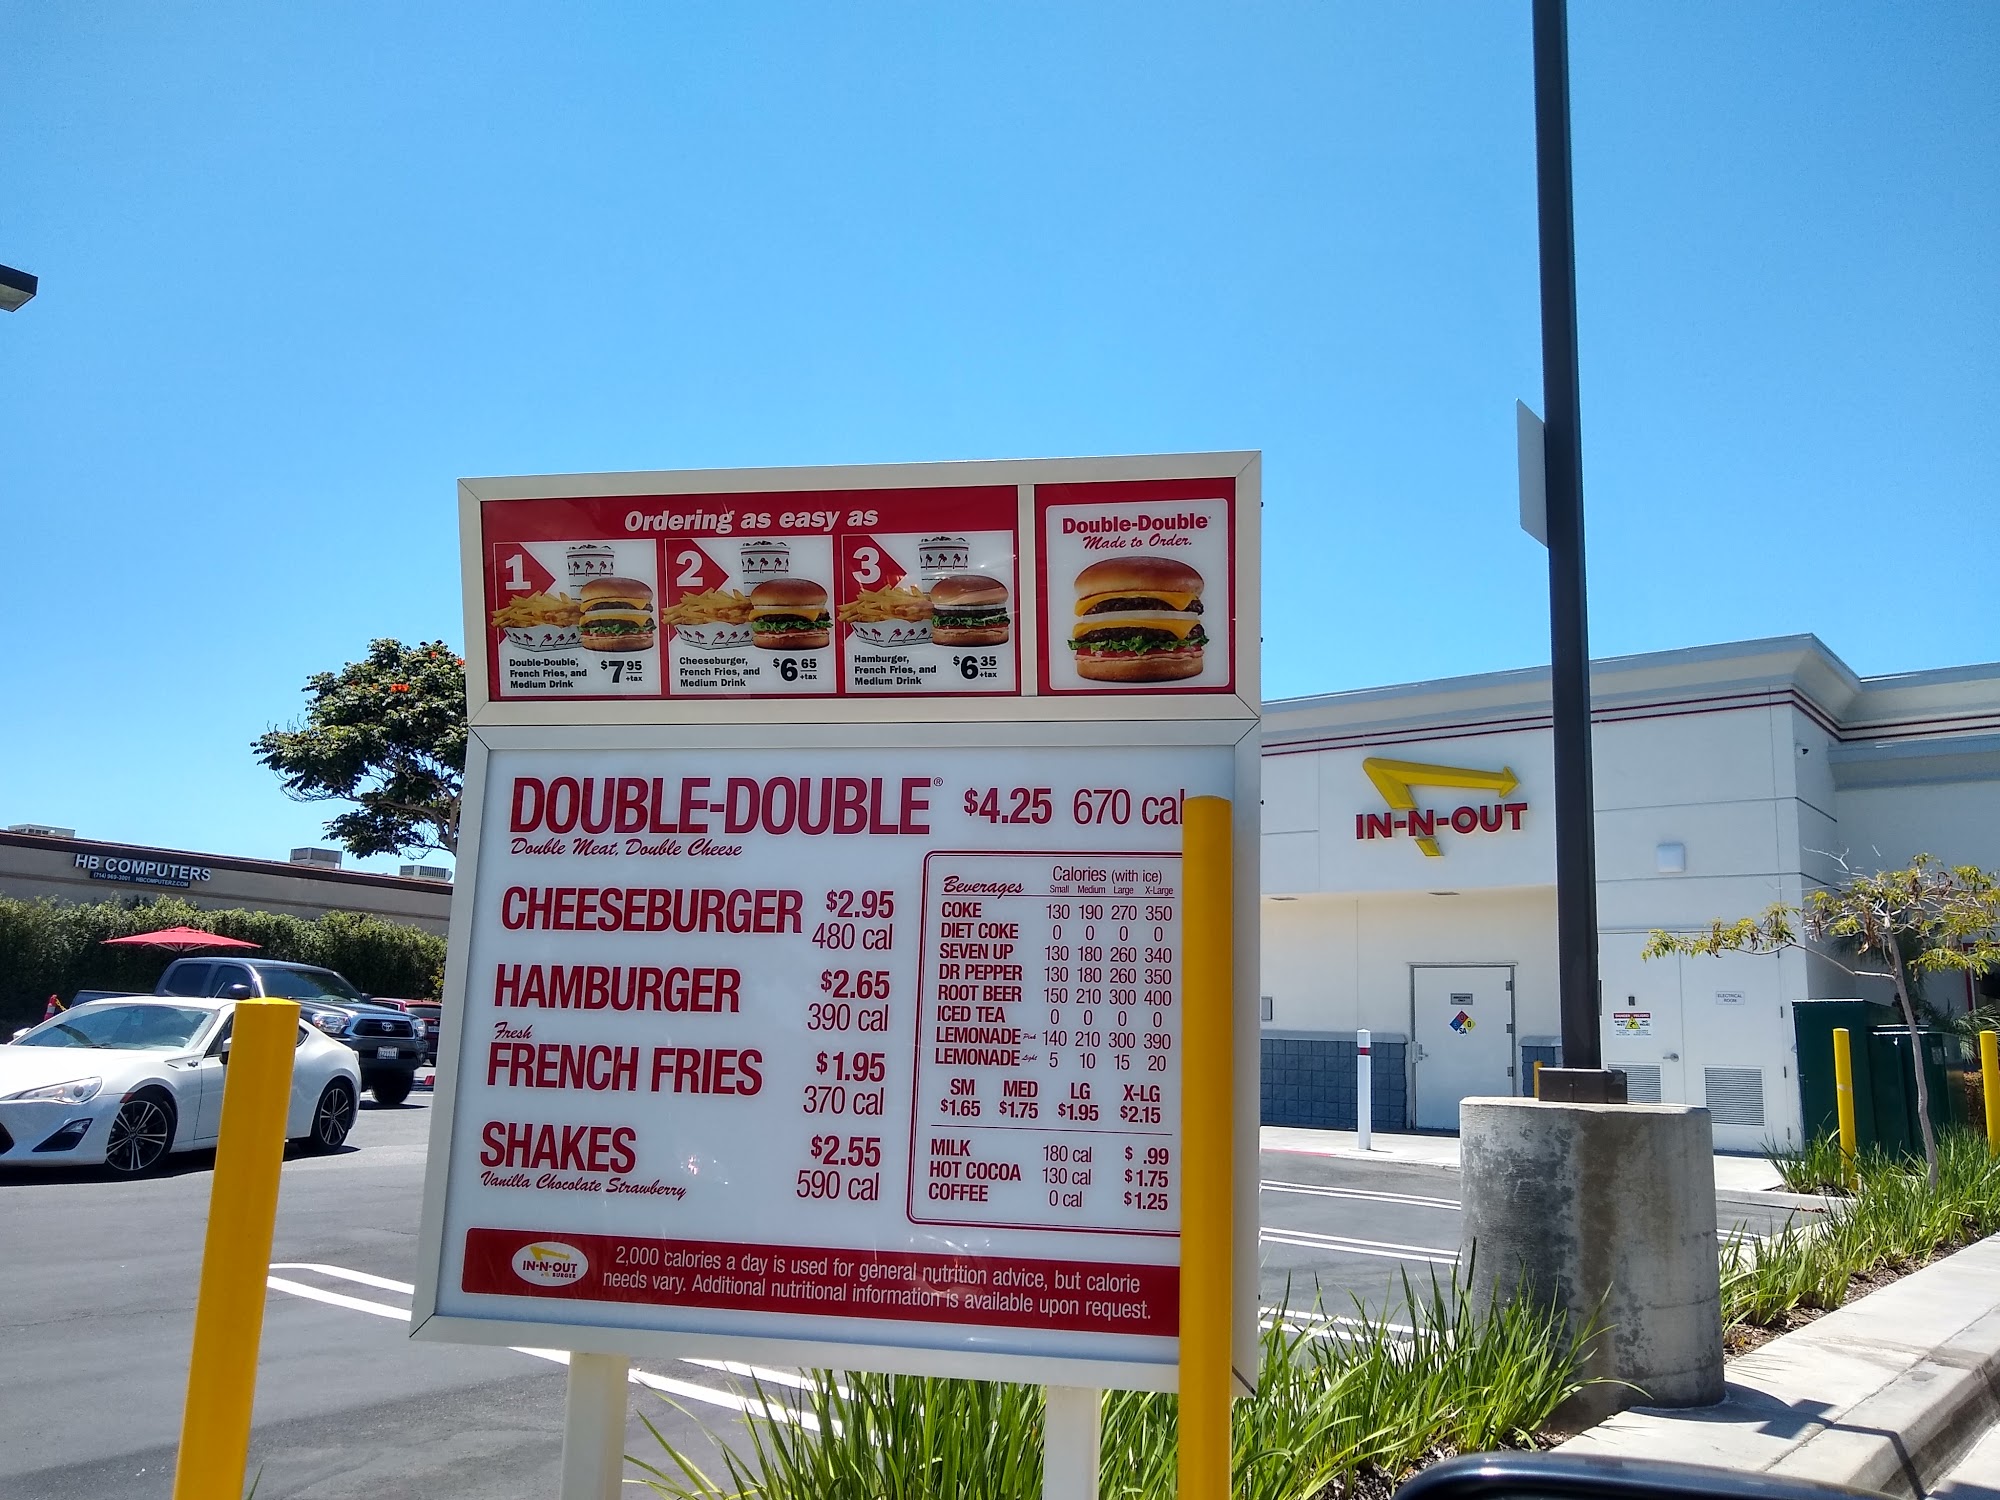 Ordering as easy as
1
Double-Double,
French Fries, and
Medium Drink
$7 95
+tax
2
Cheeseburger,
French Fries, and
Medium Drink
$6 65
+tax
3
Hamburger,
French Fries, and
Medium Drink
$6 35
+tax
Double-Double®
Made to Order.
DOUBLE-DOUBLE® $4.25 670 cal
Double Meat, Double Cheese
CHEESEBURGER $2.95
480 cal
HAMBURGER $2.65
390 cal
Fresh
FRENCH FRIES $1.95
370 cal
SHAKES $2.55
Vanilla Chocolate Strawberry 590 cal
Beverages Calories (with ice)
Small Medium Large X-Large
COKE 130 190 270 350
DIET COKE 0 0 0 0
SEVEN UP 130 180 260 340
DR PEPPER 130 180 260 350
ROOT BEER 150 210 300 400
ICED TEA 0 0 0 0
LEMONADE Pink 140 210 300 390
LEMONADE Light 5 10 15 20
SM MED LG X-LG
$1.65 $1.75 $1.95 $2.15
MILK 180 cal $ .99
HOT COCOA 130 cal $1.75
COFFEE 0 cal $1.25
IN-N-OUT
BURGER
2,000 calories a day is used for general nutrition advice, but calorie
needs vary. Additional nutritional information is available upon request.
IN-N-OUT
HB COMPUTERS
(714) 969-3001 HBCOMPUTERZ.COM
ELECTRICAL
ROOM